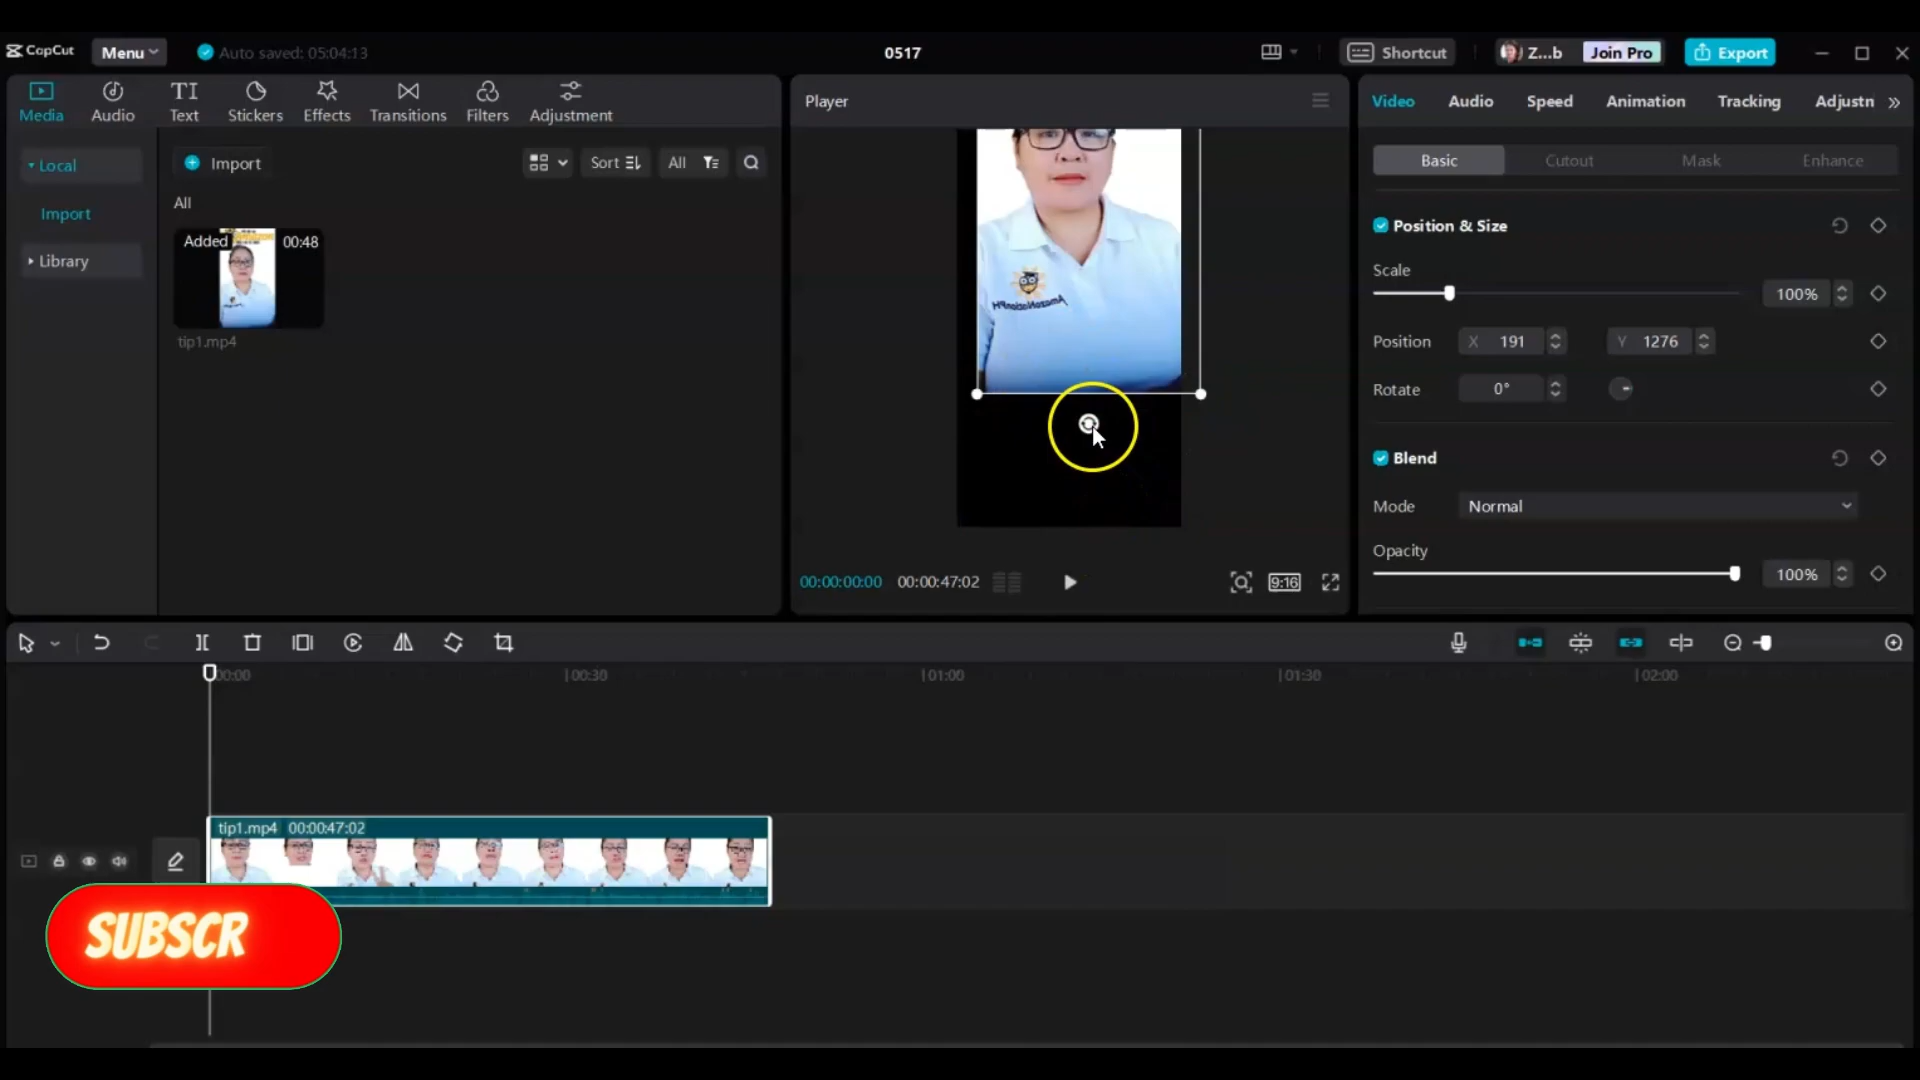 CapCut
Menu
Auto saved: 05:04:13
0517
Shortcut
Z...b
Join Pro
Export
Media
Audio
TI
Text
Stickers
Effects
Transitions
Filters
Adjustment
Player
Video
Audio
Speed
Animation
Tracking
Adjustn
Local
Import
Library
Import
Sort
All
All
Added
00:48
tip1.mp4
Basic
Cutout
Mask
Enhance
Position & Size
Scale
100%
Position
X 191
Y 1276
Rotate
0°
Blend
Mode
Normal
Opacity
100%
00:00:00:00
00:00:47:02
9:16
00:00
00:30
01:00
01:30
02:00
tip1.mp4 00:00:47:02
SUBSCR